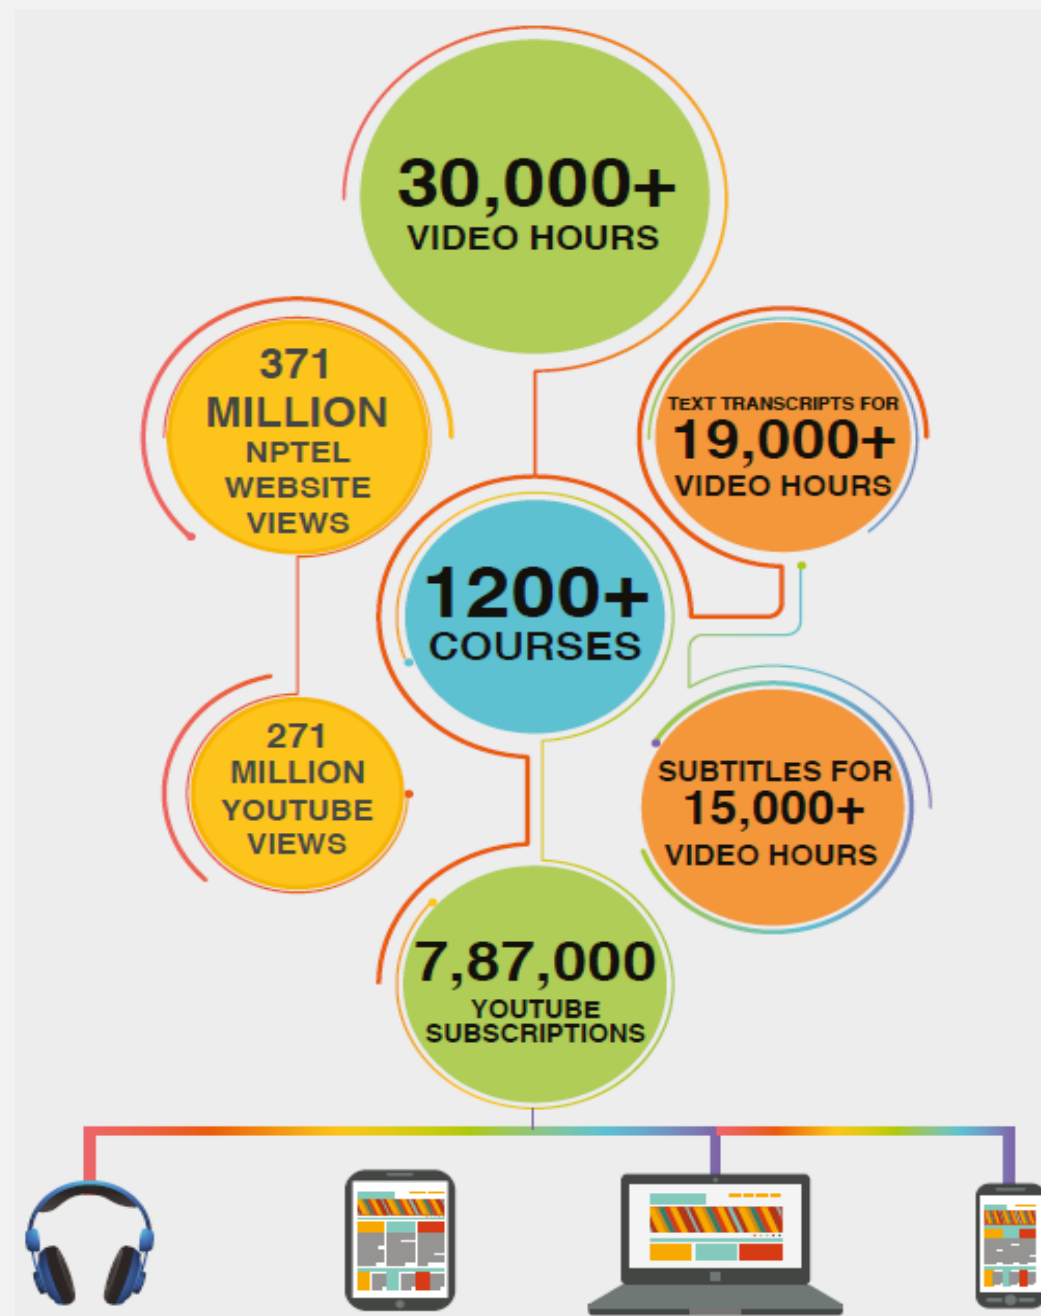 30,000+
VIDEO HOURS
371
MILLION
NPTEL
WEBSITE
VIEWS
TEXT TRANSCRIPTS FOR
19,000+
VIDEO HOURS
1200+
COURSES
271
MILLION
YOUTUBE
VIEWS
SUBTITLES FOR
15,000+
VIDEO HOURS
7,87,000
YOUTUBE
SUBSCRIPTIONS